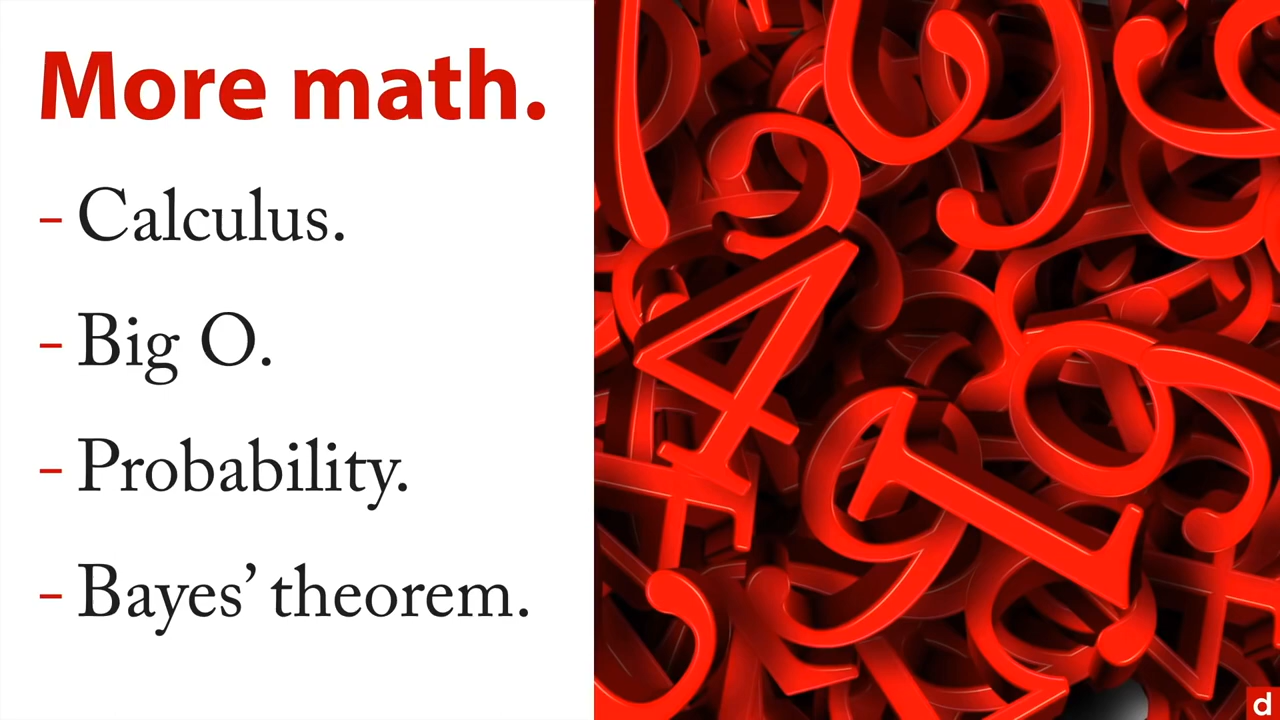 More math.
- Calculus.
- Big O.
- Probability.
- Bayes' theorem.
d